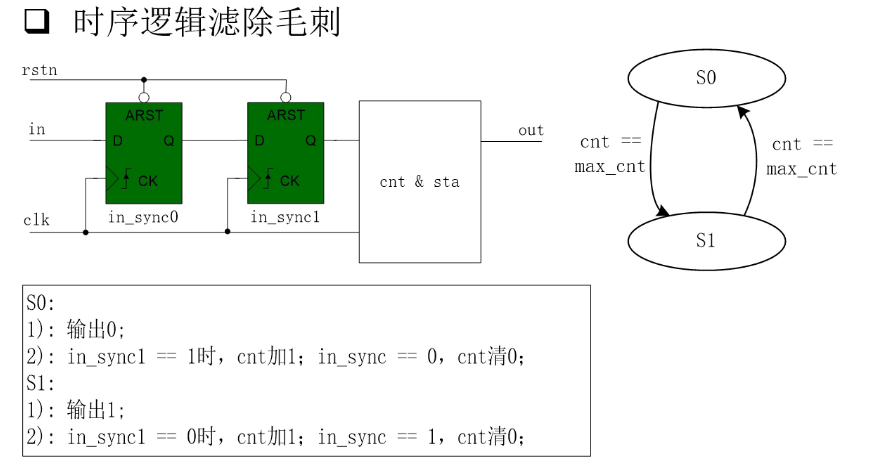 ❑ 时序逻辑滤除毛刺
rstn
ARST
ARST
in
D
Q
D
Q
out
CK
CK
cnt & sta
in_sync0
in_sync1
clk
S0
cnt ==
max_cnt
cnt ==
max_cnt
S1
S0:
1): 输出0;
2): in_sync1 == 1时，cnt加1; in_sync == 0，cnt清0;
S1:
1): 输出1;
2): in_sync1 == 0时，cnt加1; in_sync == 1，cnt清0;